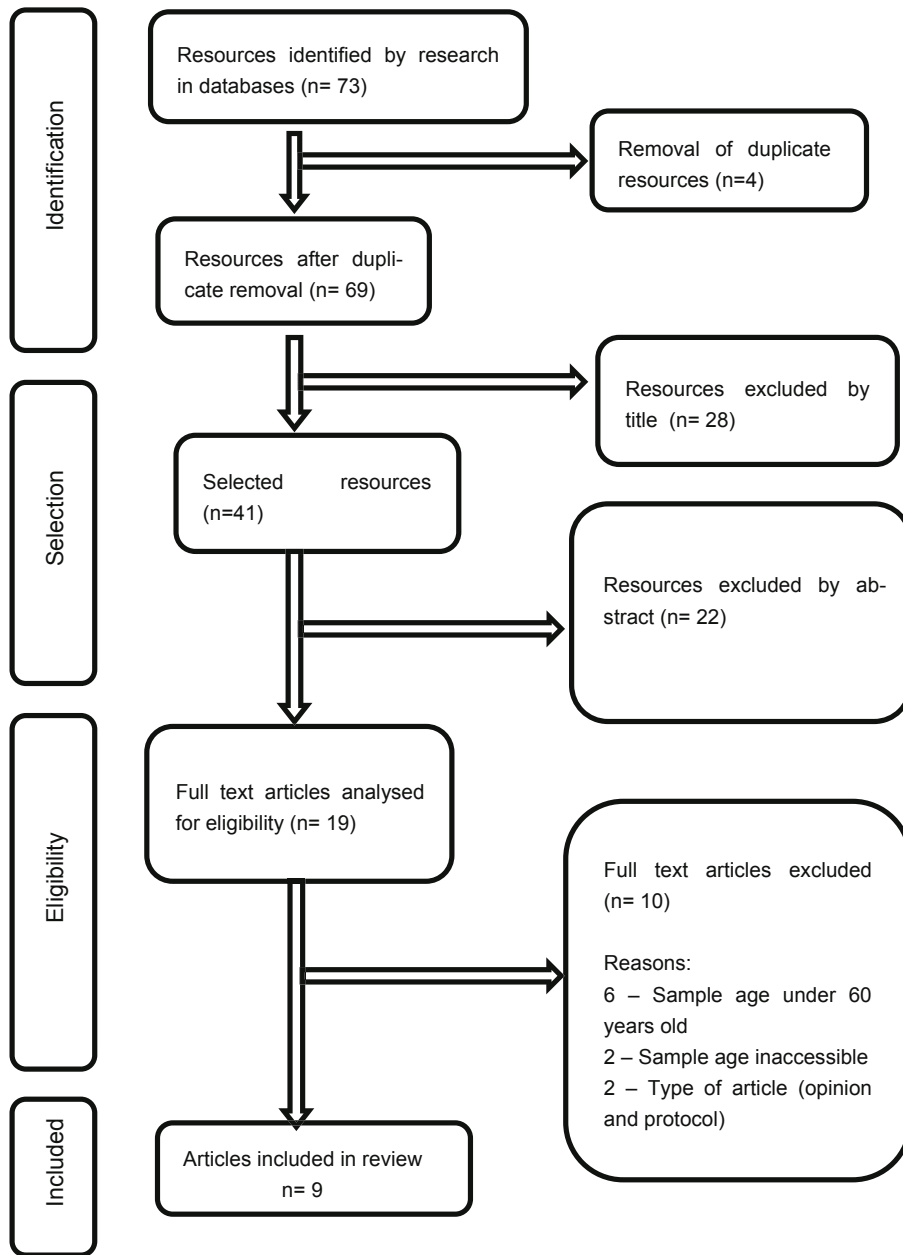 Identification
Resources identified by research
in databases (n= 73)
Removal of duplicate
resources (n=4)
Resources after dupli-
cate removal (n= 69)
Selection
Resources excluded by
title (n= 28)
Selected resources
(n=41)
Resources excluded by ab-
stract (n= 22)
Eligibility
Full text articles analysed
for eligibility (n= 19)
Full text articles excluded
(n= 10)
Reasons:
6 – Sample age under 60
years old
2 – Sample age inaccessible
2 – Type of article (opinion
and protocol)
Included
Articles included in review
n= 9